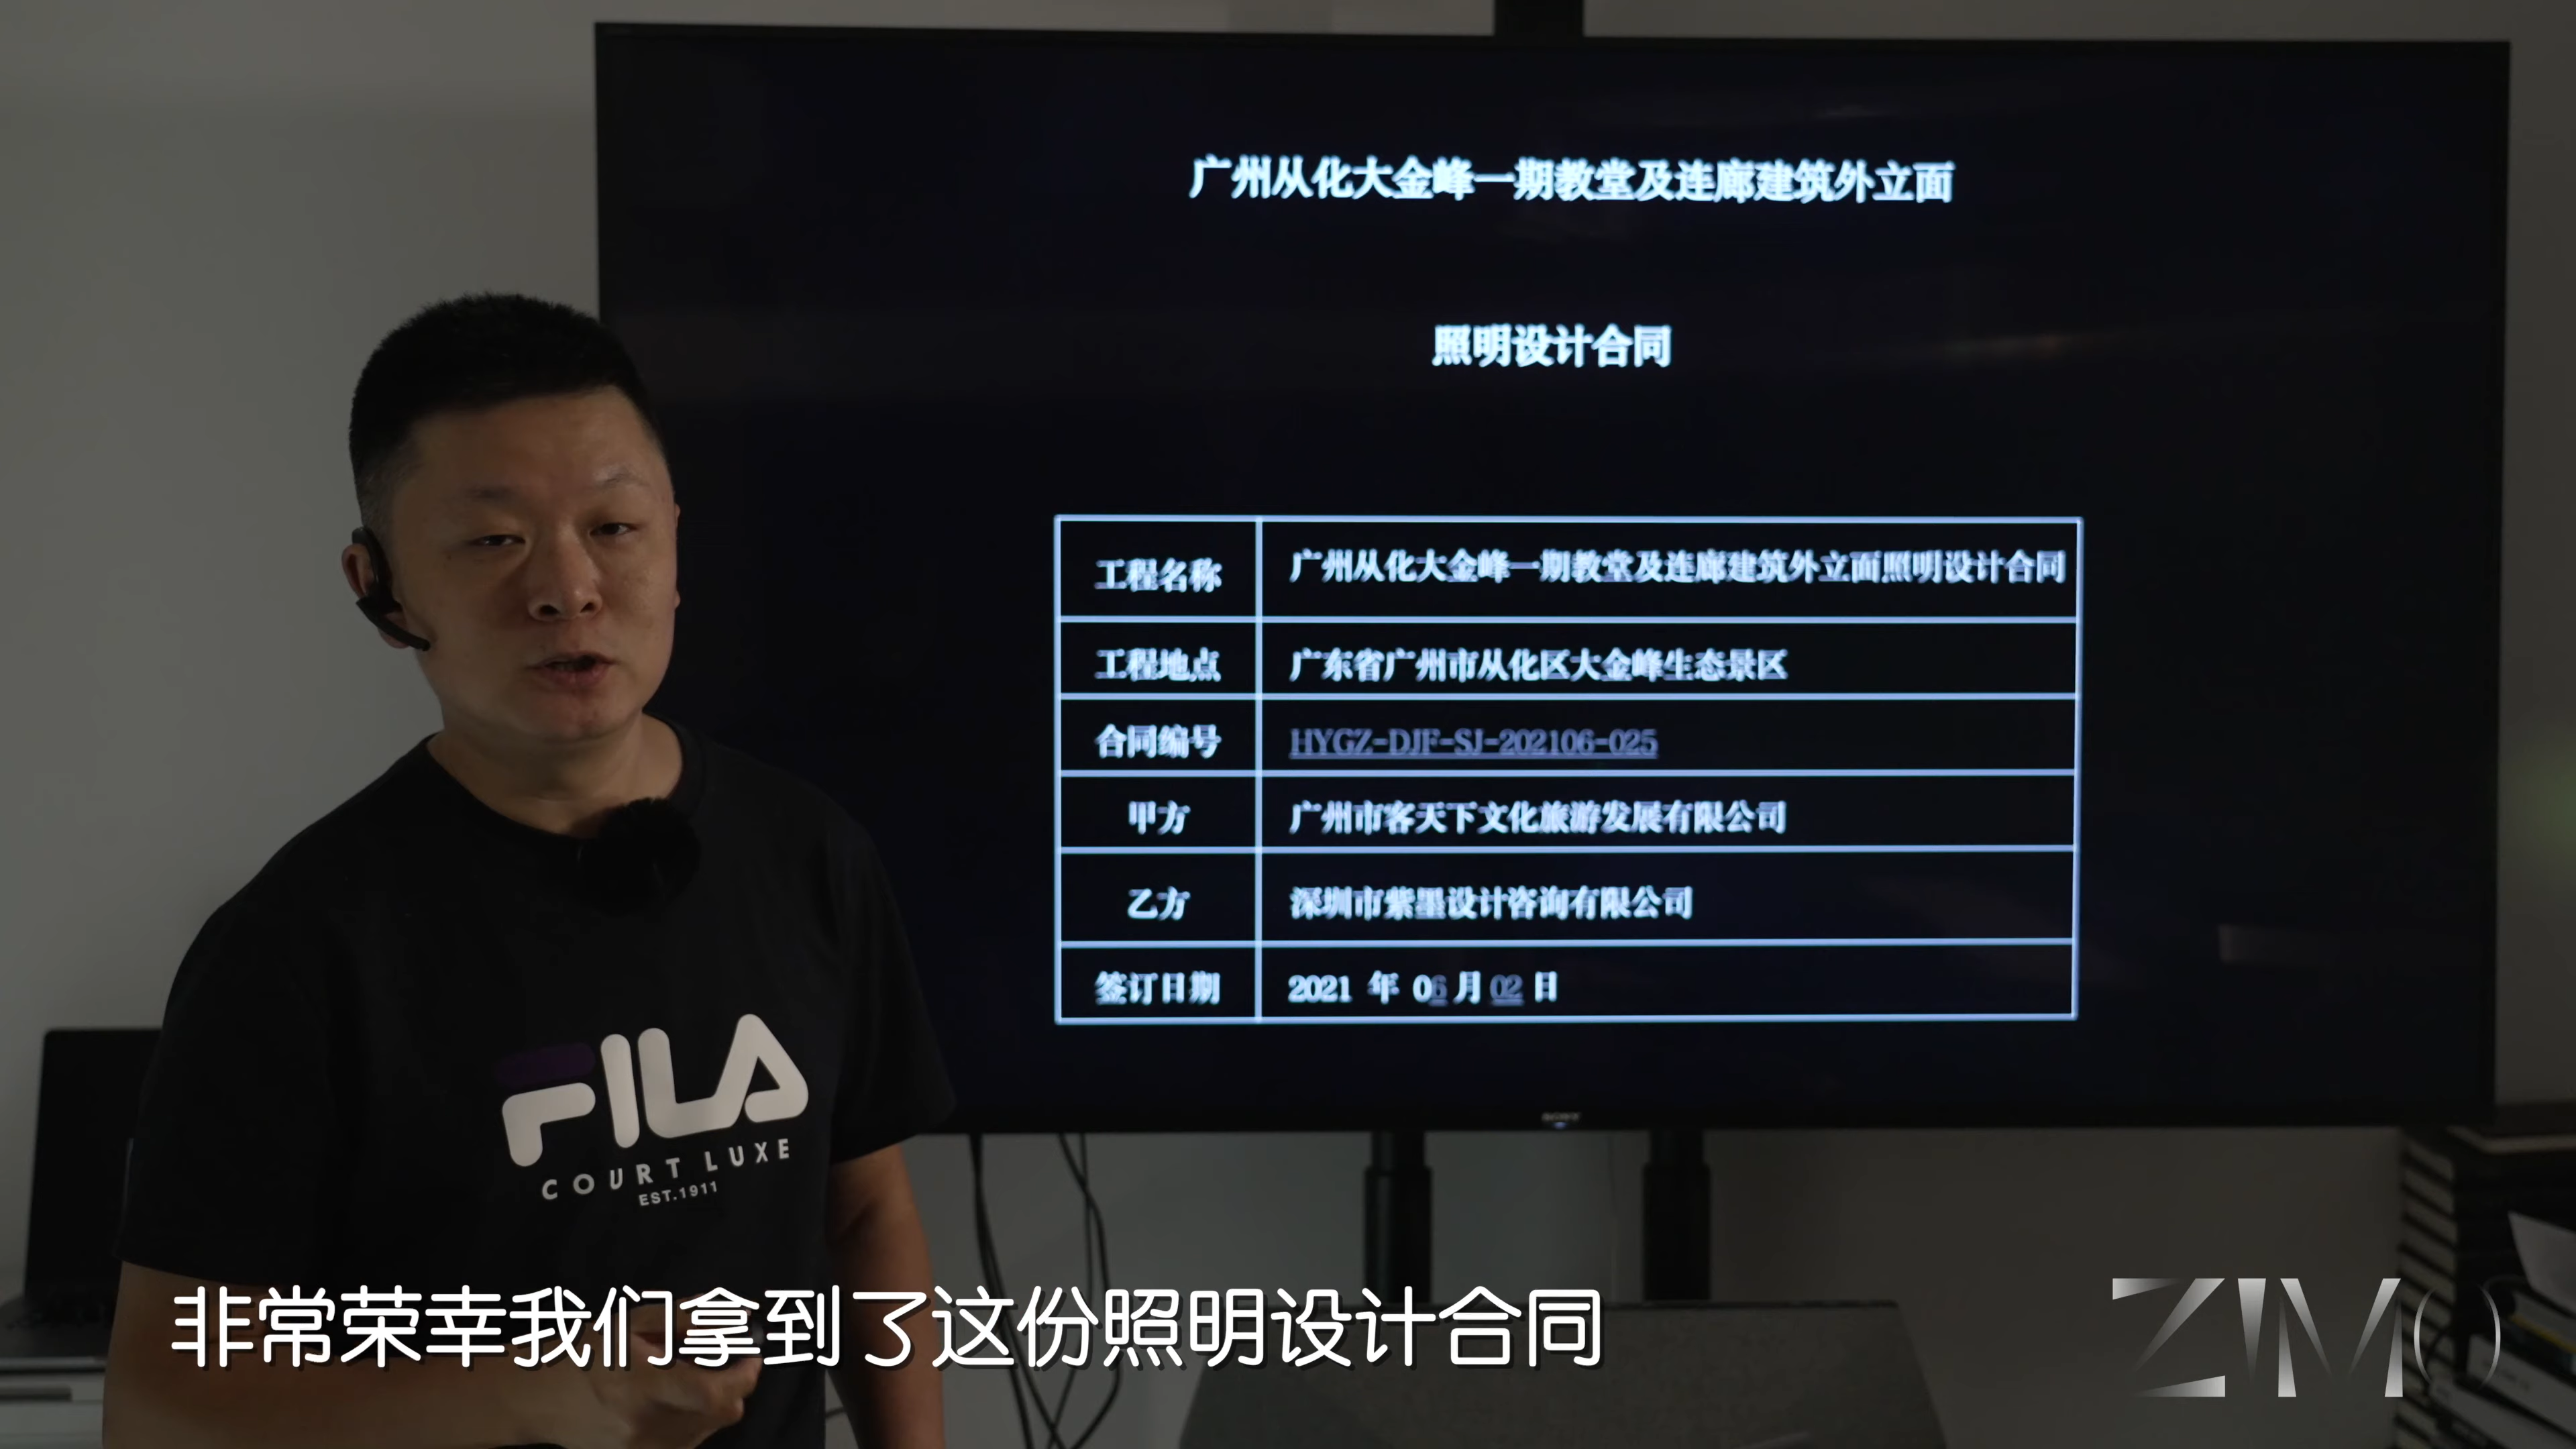 广州从化大金峰一期教堂及连廊建筑外立面
照明设计合同
工程名称 广州从化大金峰一期教堂及连廊建筑外立面照明设计合同
工程地点 广东省广州市从化区大金峰生态景区
合同编号 HYGZ-DJF-SJ-202106-025
甲方 广州市客天下文化旅游发展有限公司
乙方 深圳市紫墨设计咨询有限公司
签订日期 2021 年 06 月 02 日
SONY
FILA
COURT LUXE
EST.1911
非常荣幸我们拿到了这份照明设计合同
ZIMO